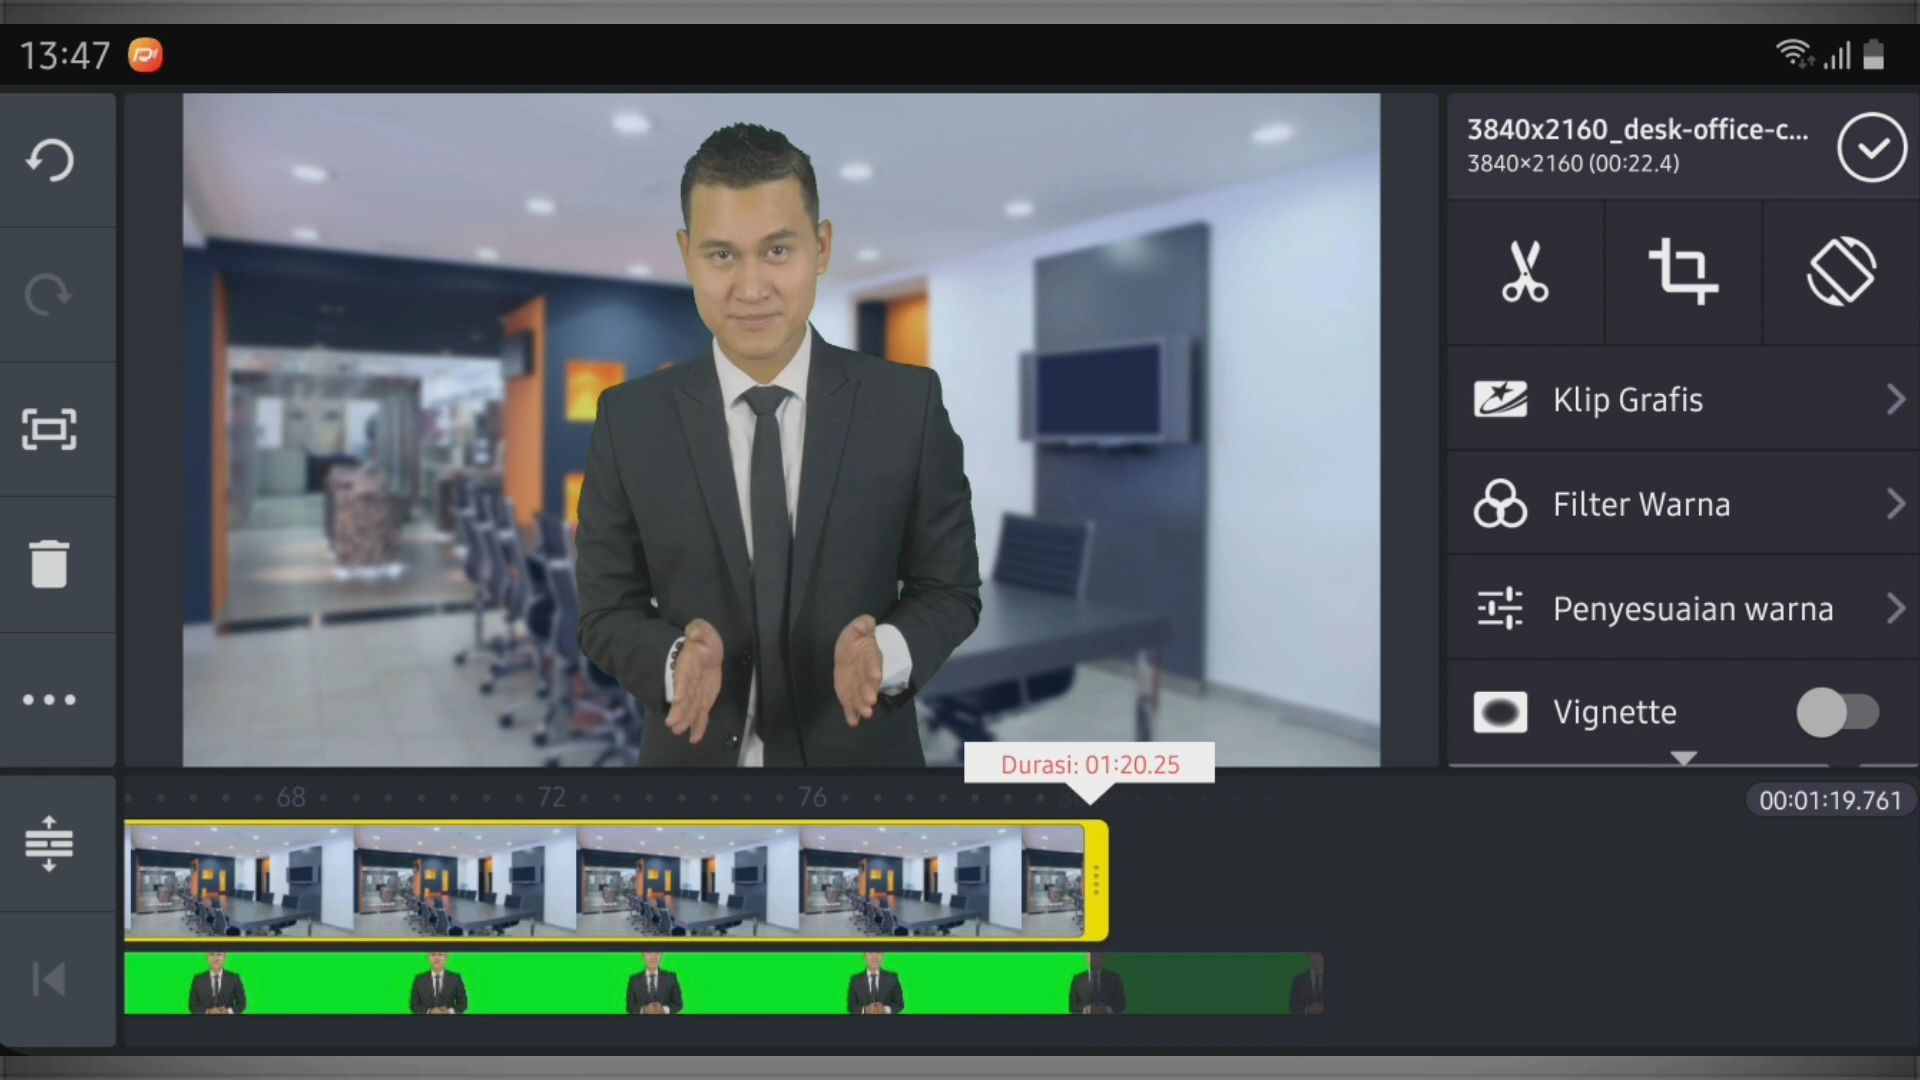 13:47
3840x2160_desk-office-c...
3840×2160 (00:22.4)
Klip Grafis
Filter Warna
Penyesuaian warna
Vignette
Durasi: 01:20.25
68 72 76
00:01:19.761